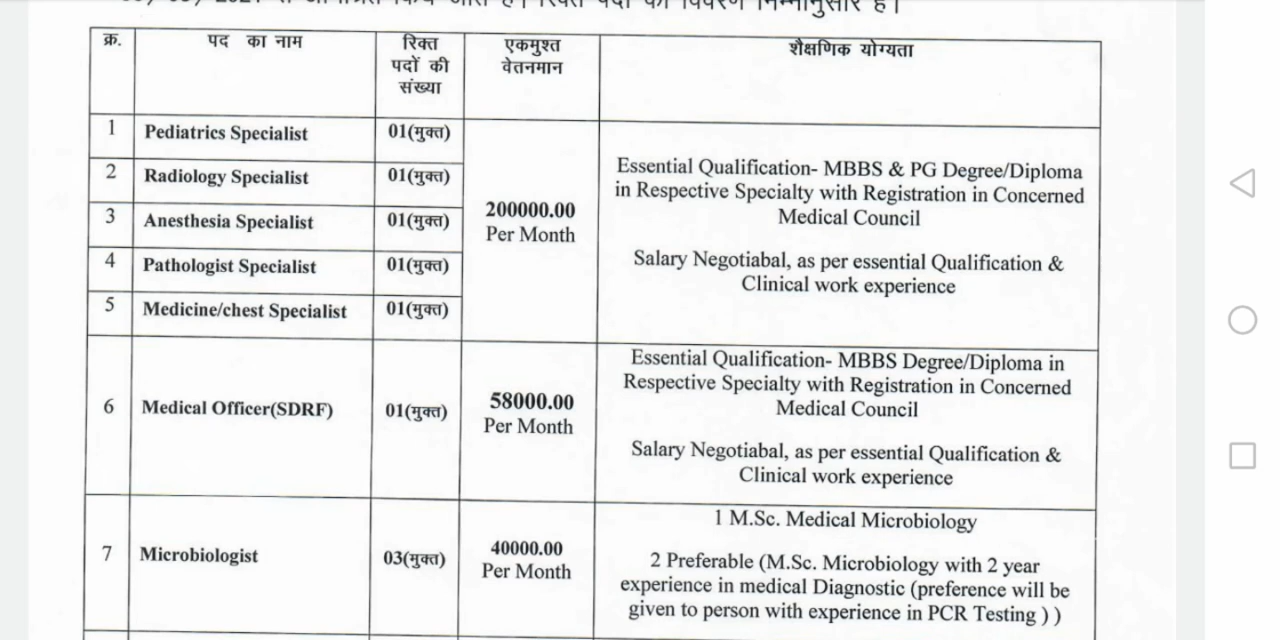 2021
निम्नानुसार है।
क्र.
पद का नाम
रिक्त
पदों की
संख्या
एकमुश्त
वेतनमान
शैक्षणिक योग्यता
1
Pediatrics Specialist
01(मुक्त)
2
Radiology Specialist
01(मुक्त)
3
Anesthesia Specialist
01(मुक्त)
4
Pathologist Specialist
01(मुक्त)
5
Medicine/chest Specialist
01(मुक्त)
200000.00
Per Month
Essential Qualification- MBBS & PG Degree/Diploma
in Respective Specialty with Registration in Concerned
Medical Council
Salary Negotiabal, as per essential Qualification &
Clinical work experience
6
Medical Officer(SDRF)
01(मुक्त)
58000.00
Per Month
Essential Qualification- MBBS Degree/Diploma in
Respective Specialty with Registration in Concerned
Medical Council
Salary Negotiabal, as per essential Qualification &
Clinical work experience
7
Microbiologist
03(मुक्त)
40000.00
Per Month
1 M.Sc. Medical Microbiology
2 Preferable (M.Sc. Microbiology with 2 year
experience in medical Diagnostic (preference will be
given to person with experience in PCR Testing ) )